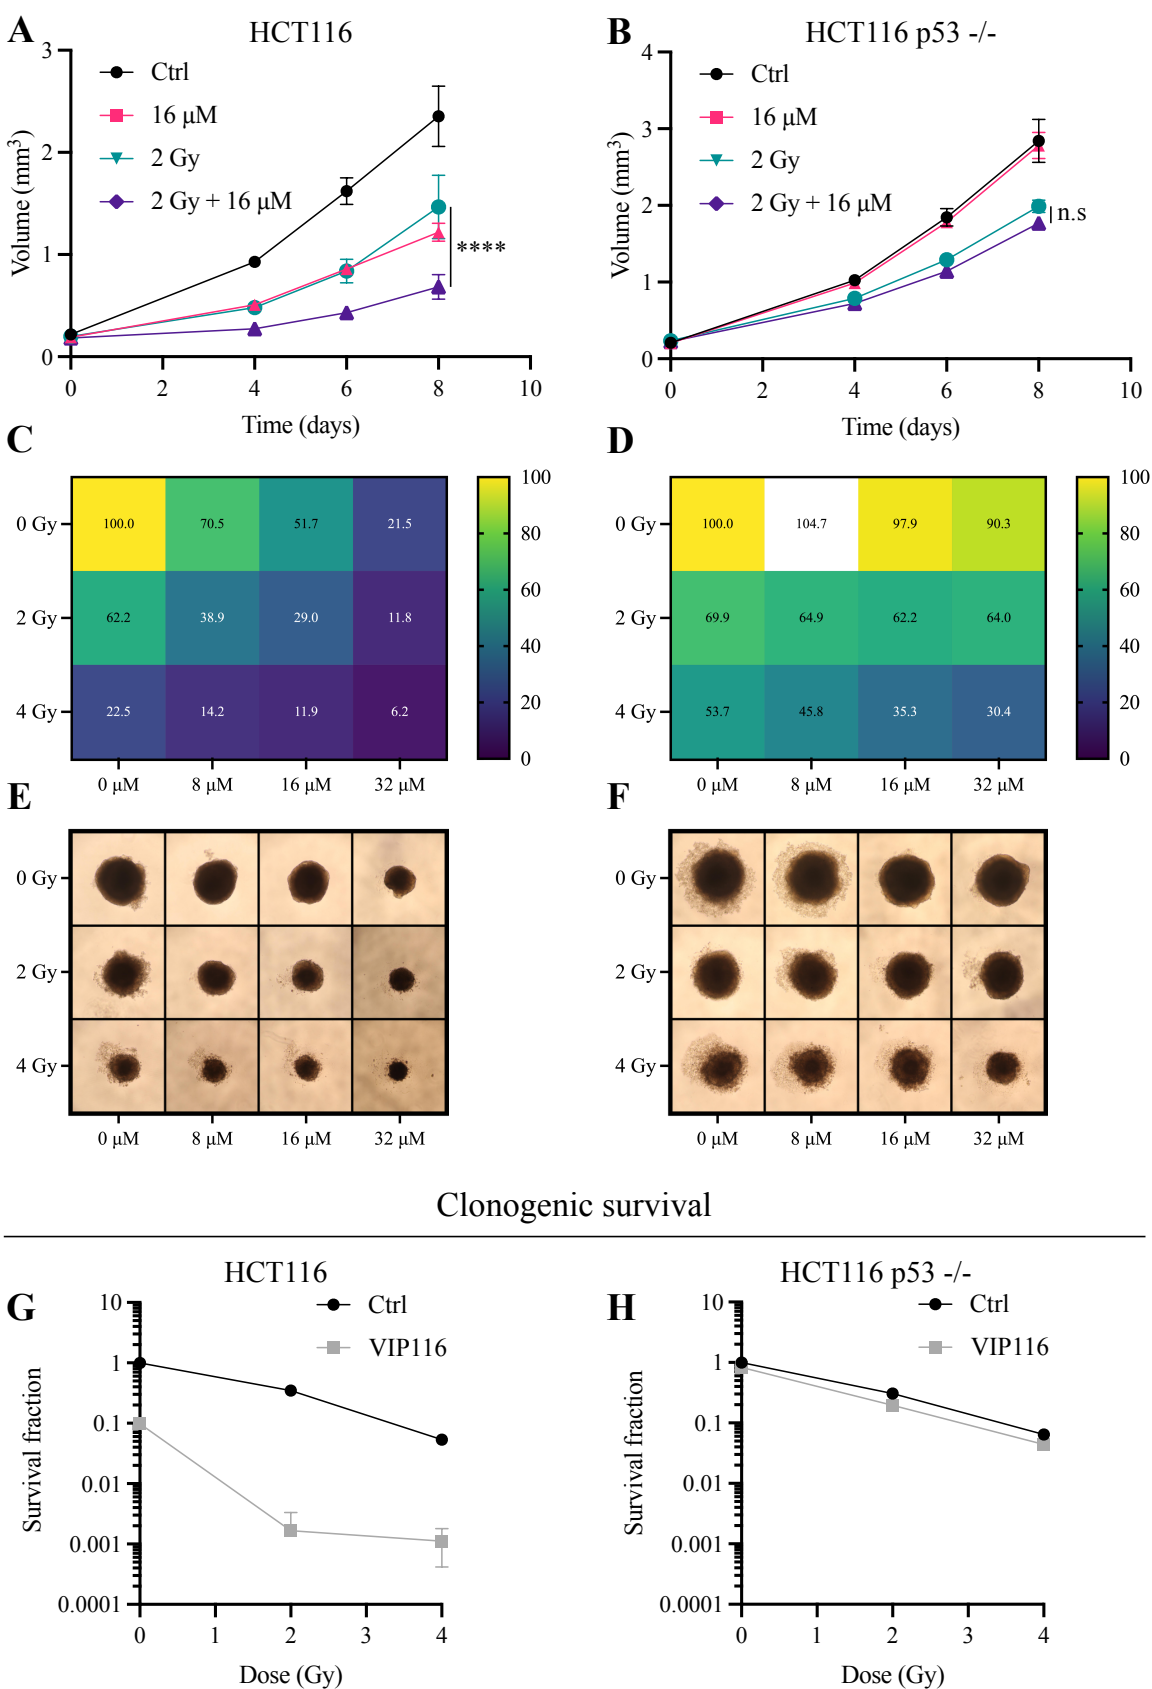 A
HCT116
Ctrl
16 μM
2 Gy
2 Gy + 16 μM
****
Volume (mm³)
3
2
1
0
0 2 4 6 8 10
Time (days)
B
HCT116 p53 -/-
Ctrl
16 μM
2 Gy
2 Gy + 16 μM
n.s
Volume (mm³)
4
3
2
1
0
0 2 4 6 8 10
Time (days)
C
0 Gy 100.0 70.5 51.7 21.5
2 Gy 62.2 38.9 29.0 11.8
4 Gy 22.5 14.2 11.9 6.2
0 μM 8 μM 16 μM 32 μM
100
80
60
40
20
0
D
0 Gy 100.0 104.7 97.9 90.3
2 Gy 69.9 64.9 62.2 64.0
4 Gy 53.7 45.8 35.3 30.4
0 μM 8 μM 16 μM 32 μM
100
80
60
40
20
0
E
0 Gy
2 Gy
4 Gy
0 μM 8 μM 16 μM 32 μM
F
0 Gy
2 Gy
4 Gy
0 μM 8 μM 16 μM 32 μM
Clonogenic survival
G
HCT116
Ctrl
VIP116
Survival fraction
10
1
0.1
0.01
0.001
0.0001
0 1 2 3 4
Dose (Gy)
H
HCT116 p53 -/-
Ctrl
VIP116
Survival fraction
10
1
0.1
0.01
0.001
0.0001
0 1 2 3 4
Dose (Gy)